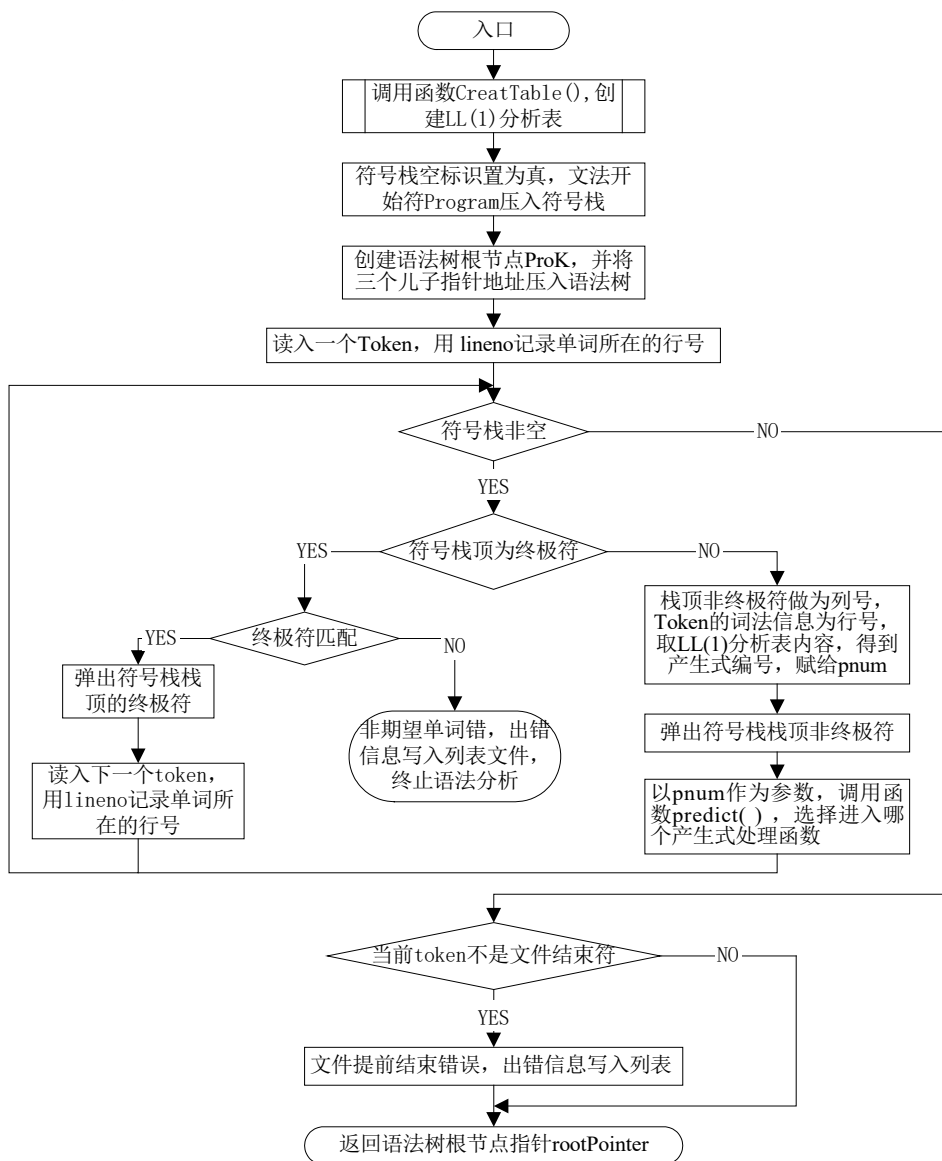 入口
调用函数CreatTable(),创
建LL(1)分析表
符号栈空标识置为真，文法开
始符Program压入符号栈
创建语法树根节点ProK，并将
三个儿子指针地址压入语法树
读入一个Token，用 lineno记录单词所在的行号
符号栈非空
NO
YES
符号栈顶为终极符
YES
NO
终极符匹配
YES
NO
栈顶非终极符做为列号，
Token的词法信息为行号，
取LL(1)分析表内容，得到
产生式编号，赋给pnum
弹出符号栈栈
顶的终极符
非期望单词错，出错
信息写入列表文件，
终止语法分析
弹出符号栈栈顶非终极符
读入下一个token，
用lineno记录单词所
在的行号
以pnum作为参数，调用函
数predict( ) ，选择进入哪
个产生式处理函数
当前token不是文件结束符
NO
YES
文件提前结束错误，出错信息写入列表
返回语法树根节点指针rootPointer